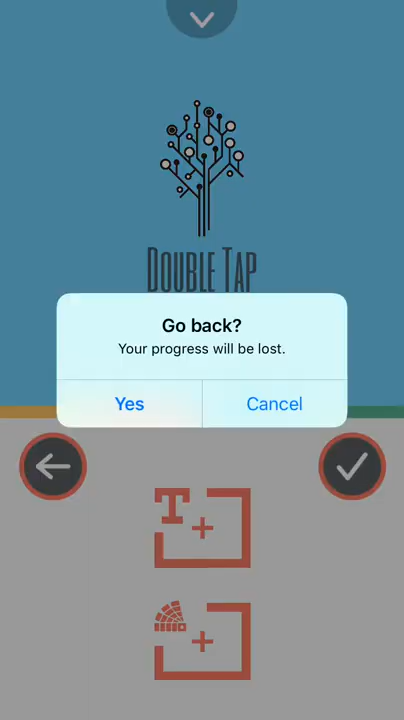 DOUBLE TAP
Go back?
Your progress will be lost.
Yes
Cancel
T